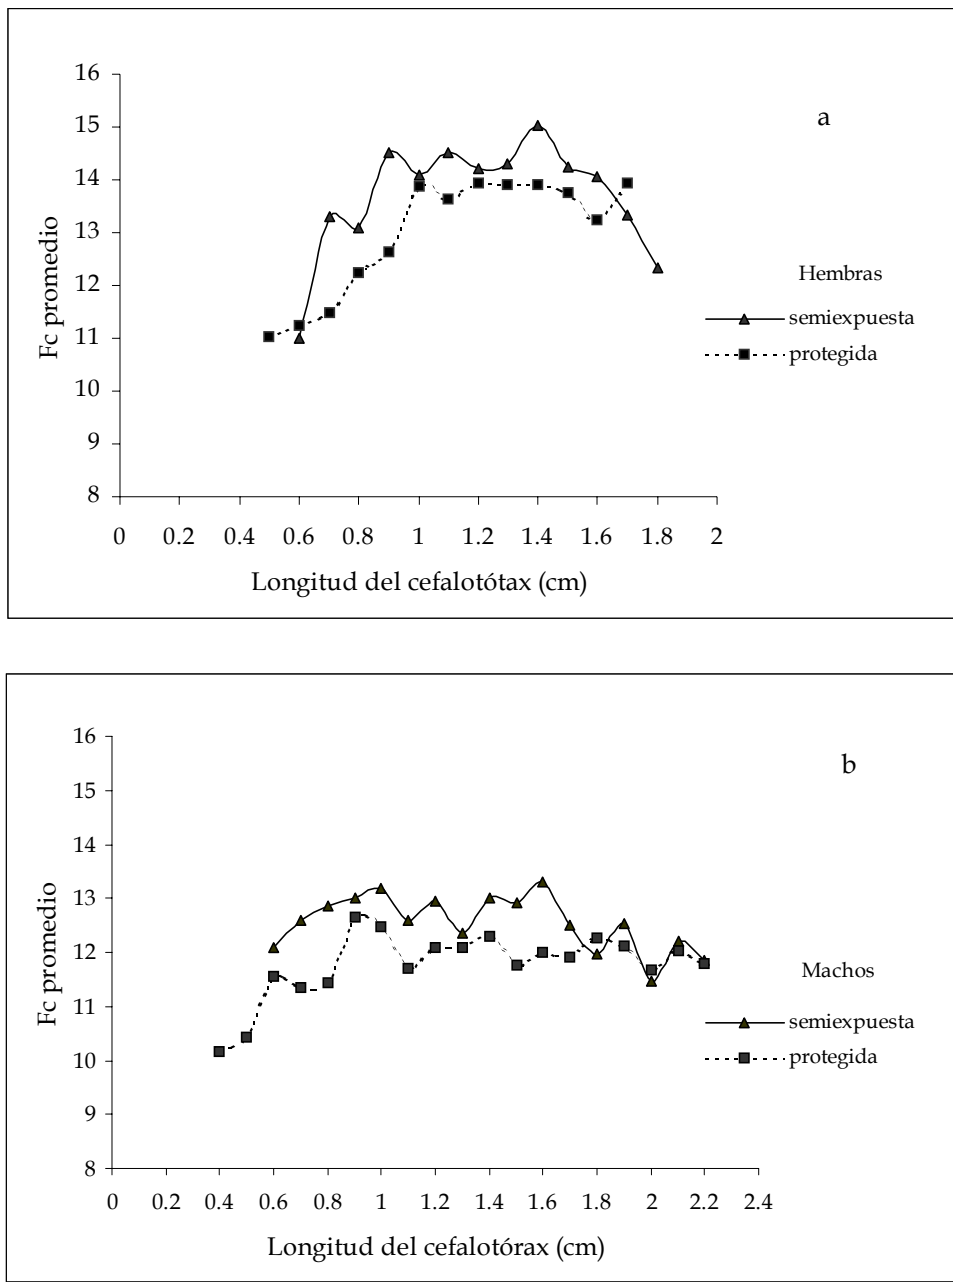 16
15
a
14
13
12
11
10
9
8
Fc promedio
Hembras
semiexpuesta
protegida
0 0.2 0.4 0.6 0.8 1 1.2 1.4 1.6 1.8 2
Longitud del cefalotótax (cm)
16
b
15
14
13
12
11
10
9
8
Fc promedio
Machos
semiexpuesta
protegida
0 0.2 0.4 0.6 0.8 1 1.2 1.4 1.6 1.8 2 2.2 2.4
Longitud del cefalotórax (cm)